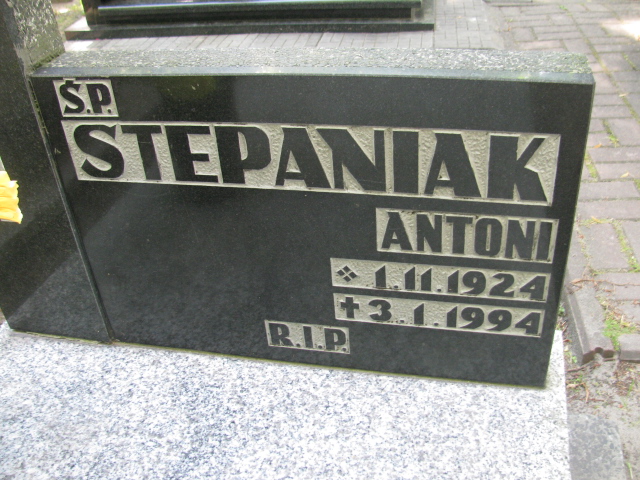 Ś.P.
STEPANIAK
ANTONI
1.11.1924
✝ 3.1.1994
R.I.P.